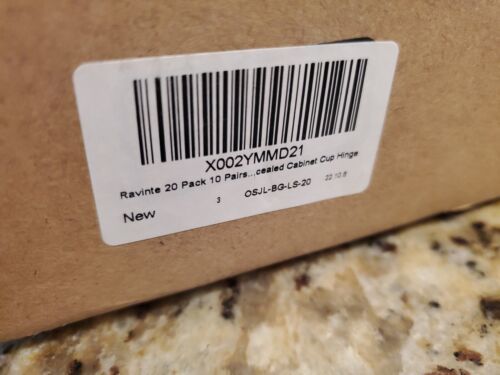 X002YMMD21
Ravinte 20 Pack 10 Pairs...cealed Cabinet Cup Hinge
New 3 OSJL-BG-LS-20 22.10.8